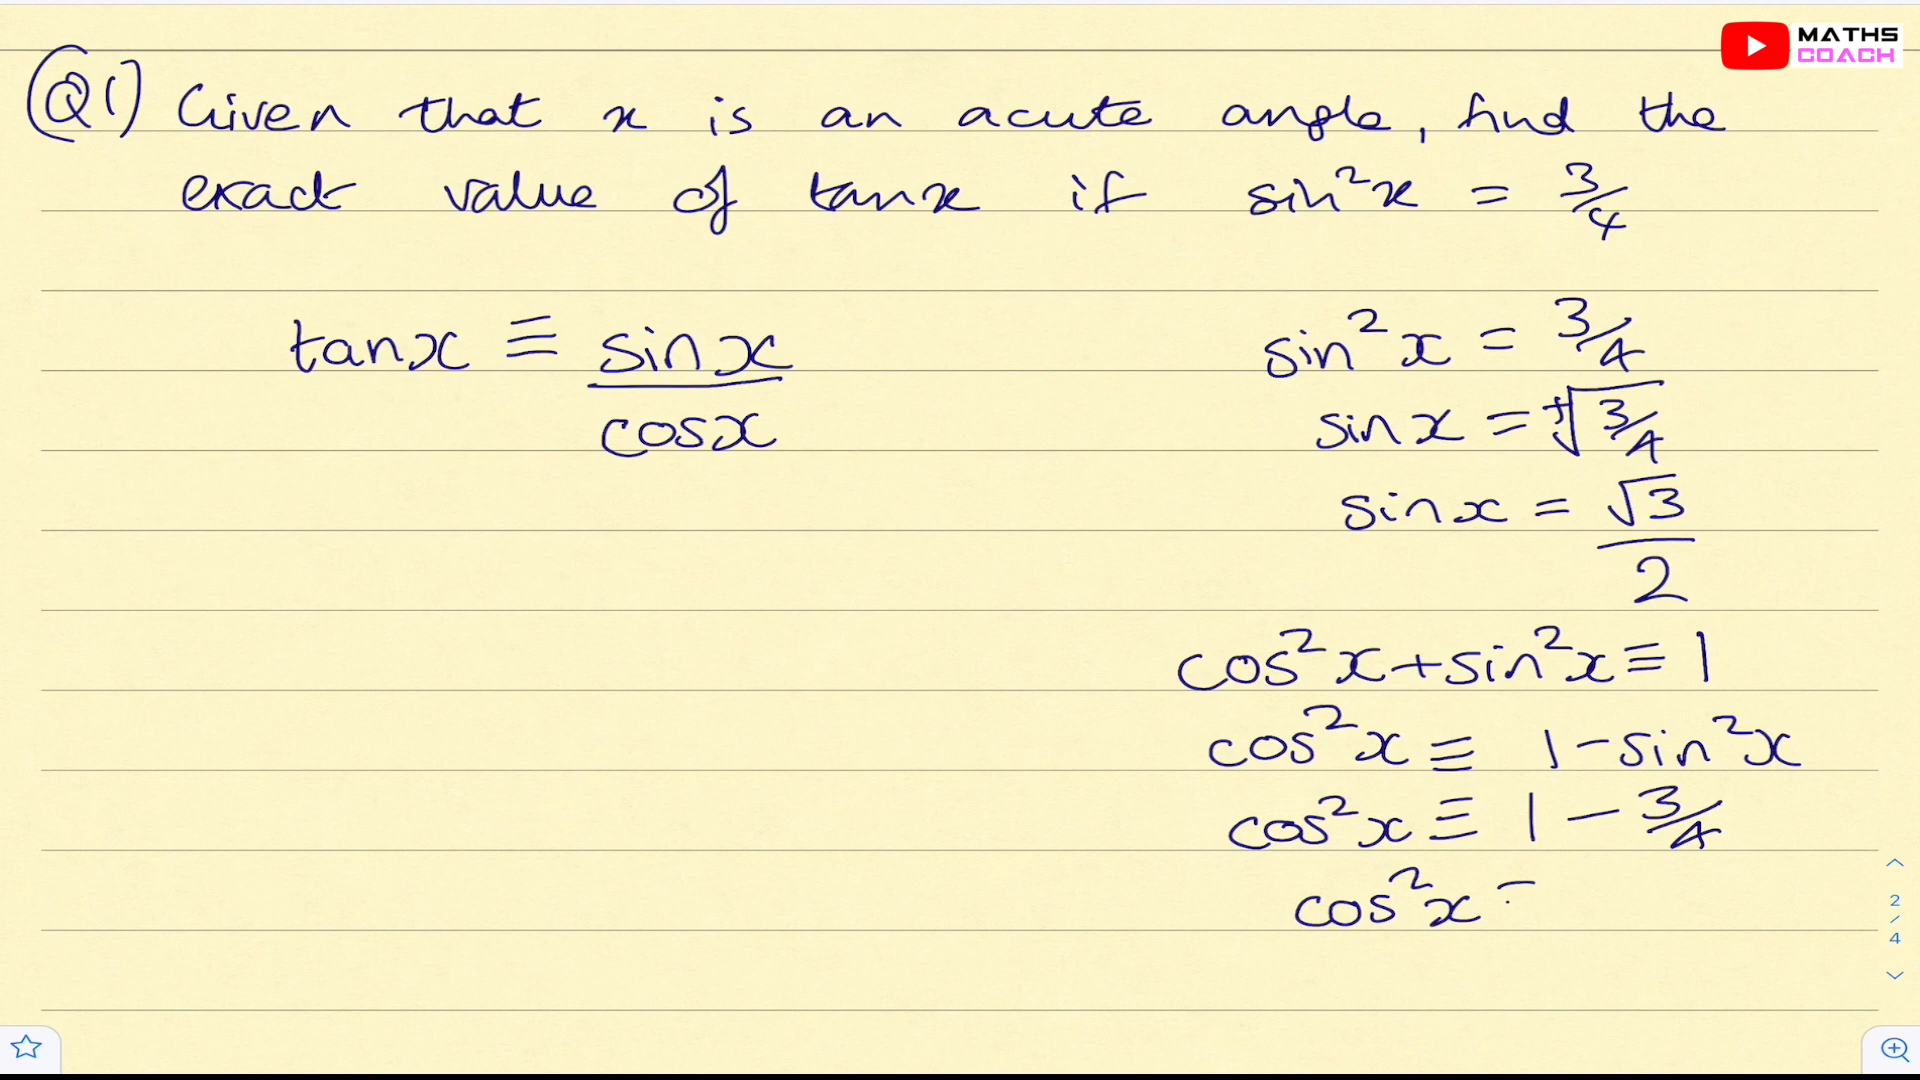 MATHS
COACH
(Q1) Given that x is an acute angle, find the
exact value of tanx if sin²x = 3/4
tanx ≡ sinx
cosx
sin²x = 3/4
sinx = ±√3/4
sinx = √3
2
cos²x + sin²x ≡ 1
cos²x ≡ 1 - sin²x
cos²x ≡ 1 - 3/4
cos²x =
2
/
4